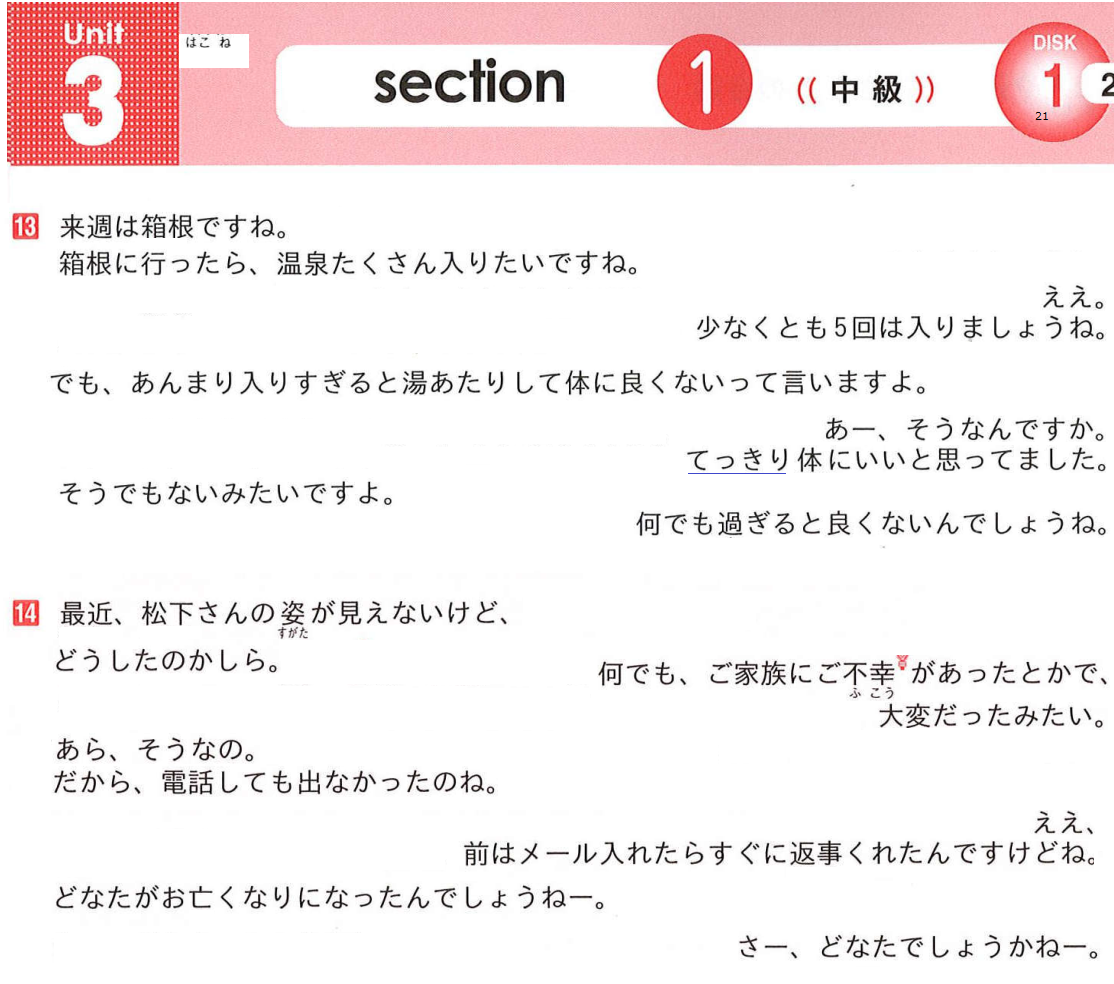 Unit
3
はこ ね
section
1
((中級))
DISK
1
2
21
13 来週は箱根ですね。
箱根に行ったら、温泉たくさん入りたいですね。
ええ。
少なくとも5回は入りましょうね。
でも、あんまり入りすぎると湯あたりして体に良くないって言いますよ。
あー、そうなんですか。
てっきり体にいいと思ってました。
そうでもないみたいですよ。
何でも過ぎると良くないんでしょうね。
14 最近、松下さんの姿が見えないけど、
すがた
どうしたのかしら。
何でも、ご家族にご不幸があったとかで、
ふ こう
大変だったみたい。
あら、そうなの。
だから、電話しても出なかったのね。
ええ、
前はメール入れたらすぐに返事くれたんですけどね。
どなたがお亡くなりになったんでしょうねー。
さー、どなたでしょうかねー。